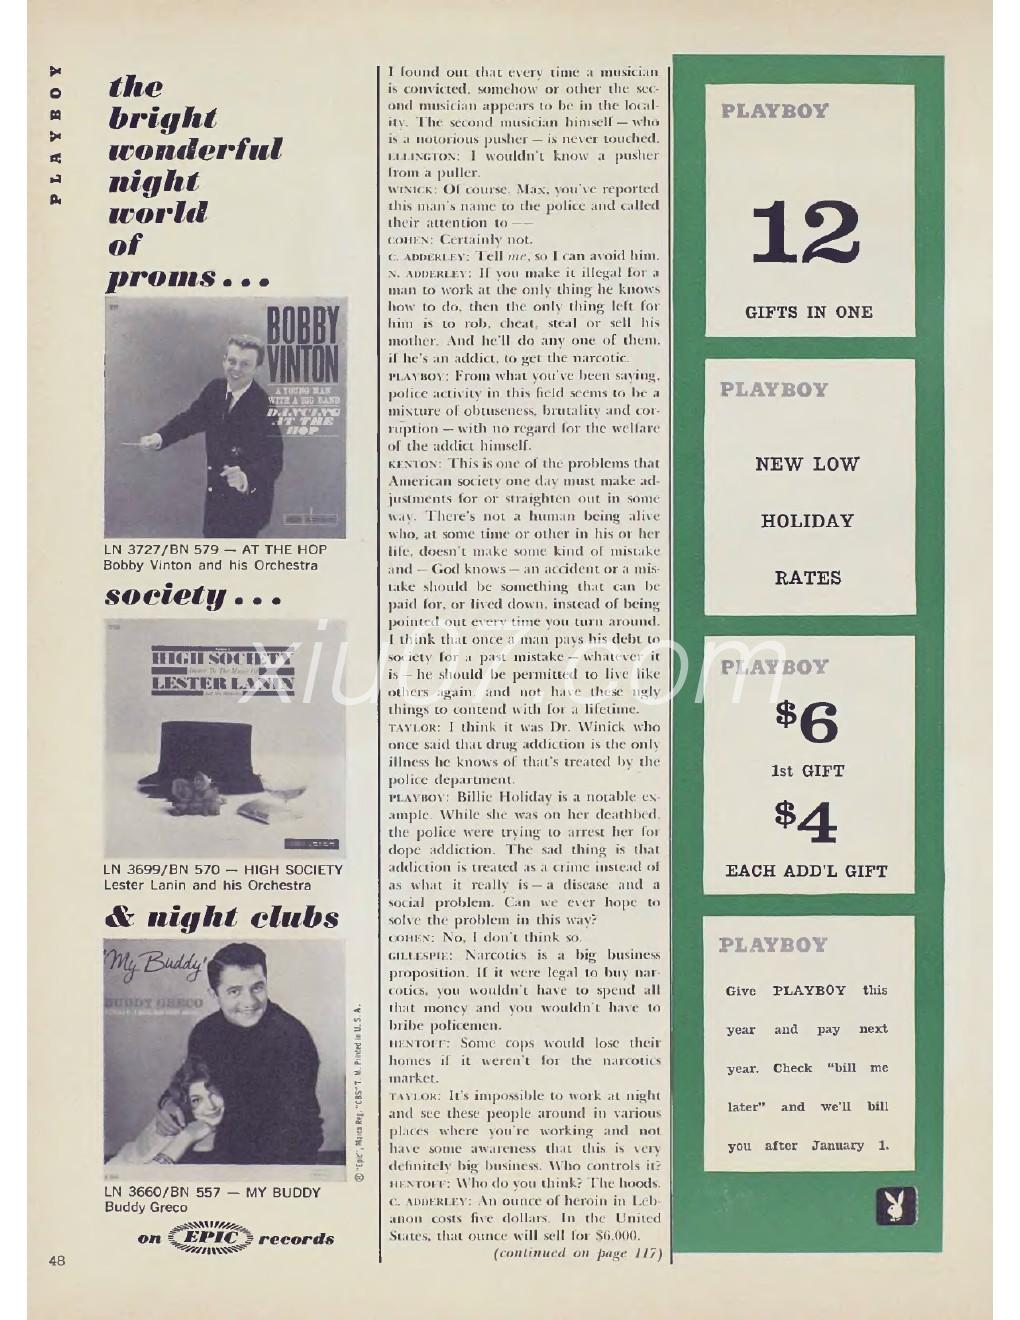 PLAYBOY
the
bright
wonderful
night
world
of
proms...
BOBBY
VINTON
A YOUNG MAN
WITH A BIG BAND
DANCING
AT THE
HOP
LN 3727/BN 579 — AT THE HOP
Bobby Vinton and his Orchestra
society...
HIGH SOCIETY
LESTER LANIN
LN 3699/BN 570 — HIGH SOCIETY
Lester Lanin and his Orchestra
& night clubs
"My Buddy"
BUDDY GRECO
LN 3660/BN 557 — MY BUDDY
Buddy Greco
on EPIC records
® "Epic", Marca Reg. "CBS" T. M. Printed in U. S. A.
48
I found out that every time a musician
is convicted, somehow or other the sec-
ond musician appears to be in the local-
ity. The second musician himself — who
is a notorious pusher — is never touched.
ELLINGTON: I wouldn't know a pusher
from a puller.
WINICK: Of course, Max, you've reported
this man's name to the police and called
their attention to ——
COHEN: Certainly not.
C. ADDERLEY: Tell me, so I can avoid him.
N. ADDERLEY: If you make it illegal for a
man to work at the only thing he knows
how to do, then the only thing left for
him is to rob, cheat, steal or sell his
mother. And he'll do any one of them,
if he's an addict, to get the narcotic.
PLAYBOY: From what you've been saying,
police activity in this field seems to be a
mixture of obtuseness, brutality and cor-
ruption — with no regard for the welfare
of the addict himself.
KENTON: This is one of the problems that
American society one day must make ad-
justments for or straighten out in some
way. There's not a human being alive
who, at some time or other in his or her
life, doesn't make some kind of mistake
and — God knows — an accident or a mis-
take should be something that can be
paid for, or lived down, instead of being
pointed out every time you turn around.
I think that once a man pays his debt to
society for a past mistake — whatever it
is — he should be permitted to live like
others again, and not have these ugly
things to contend with for a lifetime.
TAYLOR: I think it was Dr. Winick who
once said that drug addiction is the only
illness he knows of that's treated by the
police department.
PLAYBOY: Billie Holiday is a notable ex-
ample. While she was on her deathbed,
the police were trying to arrest her for
dope addiction. The sad thing is that
addiction is treated as a crime instead of
as what it really is — a disease and a
social problem. Can we ever hope to
solve the problem in this way?
COHEN: No, I don't think so.
GILLESPIE: Narcotics is a big business
proposition. If it were legal to buy nar-
cotics, you wouldn't have to spend all
that money and you wouldn't have to
bribe policemen.
HENTOFF: Some cops would lose their
homes if it weren't for the narcotics
market.
TAYLOR: It's impossible to work at night
and see these people around in various
places where you're working and not
have some awareness that this is very
definitely big business. Who controls it?
HENTOFF: Who do you think? The hoods.
C. ADDERLEY: An ounce of heroin in Leb-
anon costs five dollars. In the United
States, that ounce will sell for $6,000.
(continued on page 117)
PLAYBOY
12
GIFTS IN ONE
PLAYBOY
NEW LOW
HOLIDAY
RATES
PLAYBOY
$6
1st GIFT
$4
EACH ADD'L GIFT
PLAYBOY
Give PLAYBOY this
year and pay next
year. Check "bill me
later" and we'll bill
you after January 1.
xiu07.com